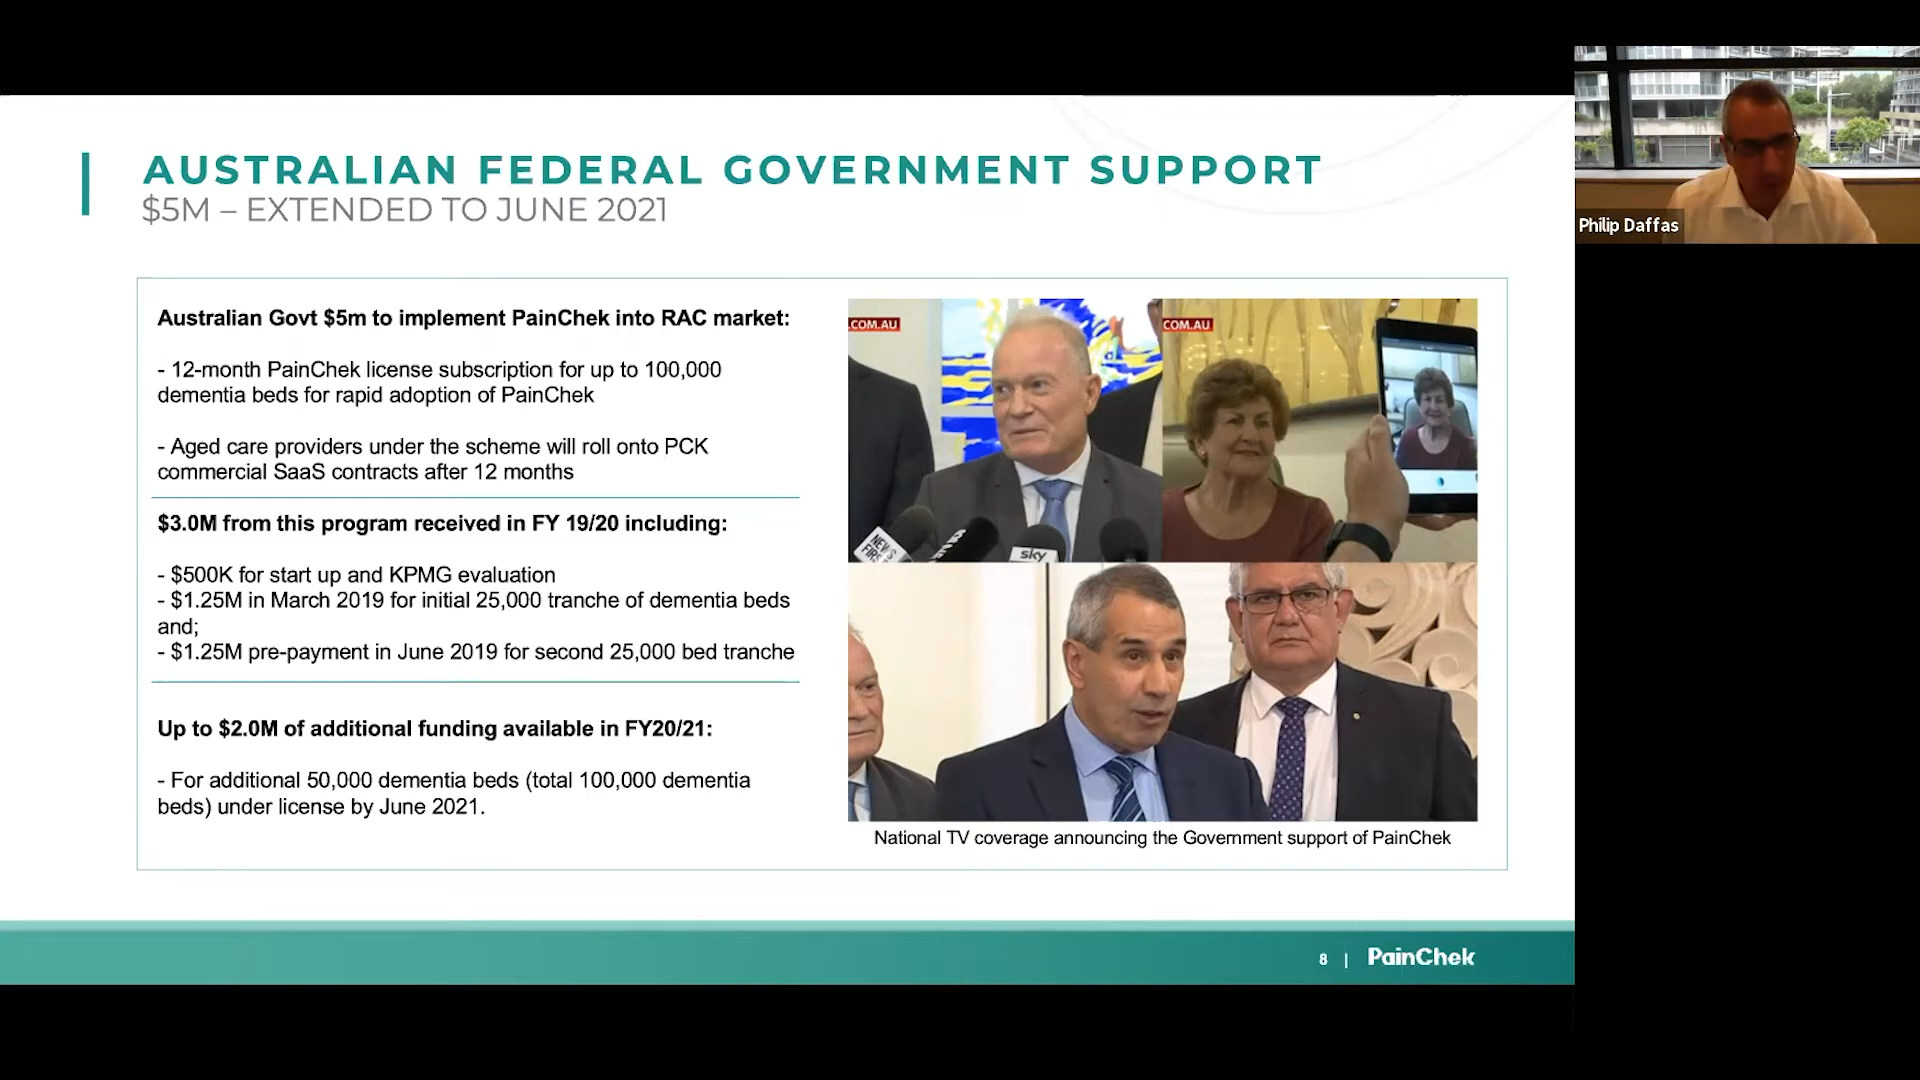 AUSTRALIAN FEDERAL GOVERNMENT SUPPORT
$5M – EXTENDED TO JUNE 2021
Australian Govt $5m to implement PainChek into RAC market:
- 12-month PainChek license subscription for up to 100,000
dementia beds for rapid adoption of PainChek
- Aged care providers under the scheme will roll onto PCK
commercial SaaS contracts after 12 months
$3.0M from this program received in FY 19/20 including:
- $500K for start up and KPMG evaluation
- $1.25M in March 2019 for initial 25,000 tranche of dementia beds
and;
- $1.25M pre-payment in June 2019 for second 25,000 bed tranche
Up to $2.0M of additional funding available in FY20/21:
- For additional 50,000 dementia beds (total 100,000 dementia
beds) under license by June 2021.
.COM.AU
COM.AU
NEWS
sky
National TV coverage announcing the Government support of PainChek
8 | PainChek
Philip Daffas